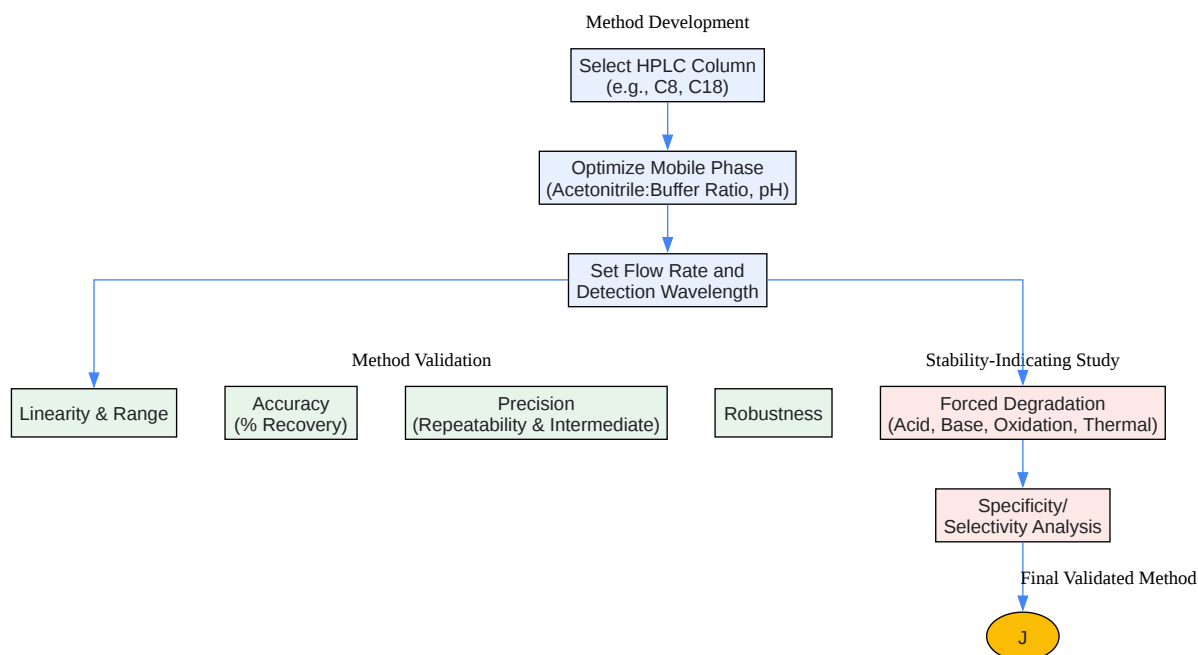 Method Development
Select HPLC Column
(e.g., C8, C18)
Optimize Mobile Phase
(Acetonitrile:Buffer Ratio, pH)
Set Flow Rate and
Detection Wavelength
Method Validation
Stability-Indicating Study
Linearity & Range
Accuracy
(% Recovery)
Precision
(Repeatability & Intermediate)
Robustness
Forced Degradation
(Acid, Base, Oxidation, Thermal)
Specificity/
Selectivity Analysis
Final Validated Method
J